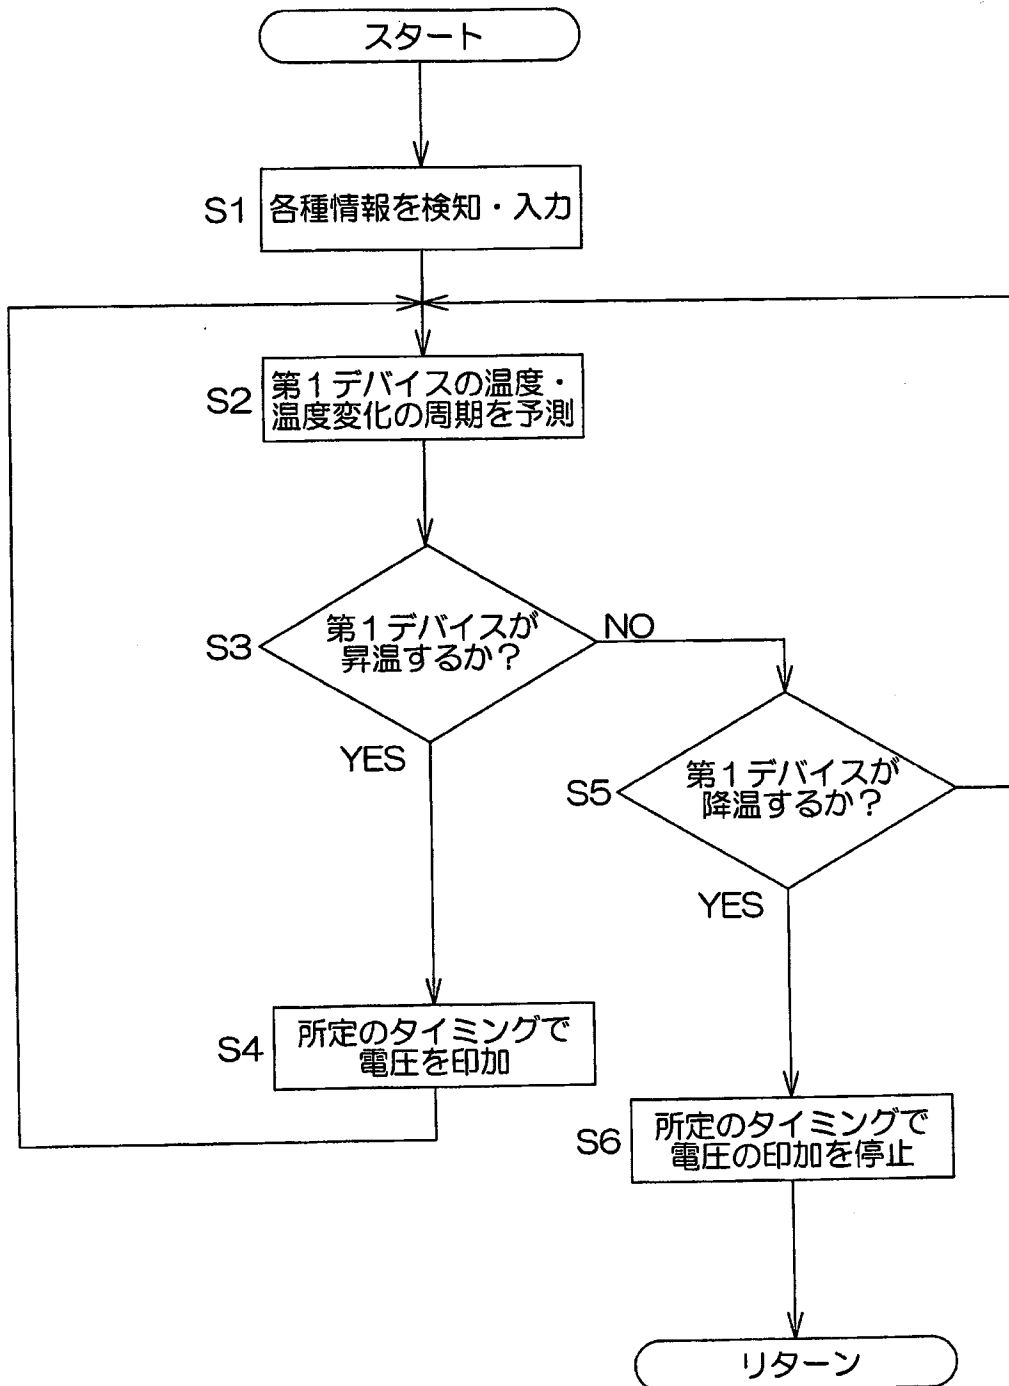 スタート
S1
各種情報を検知・入力
S2
第1デバイスの温度・
温度変化の周期を予測
S3
第1デバイスが
昇温するか?
NO
YES
S5
第1デバイスが
降温するか?
YES
S4
所定のタイミングで
電圧を印加
S6
所定のタイミングで
電圧の印加を停止
リターン